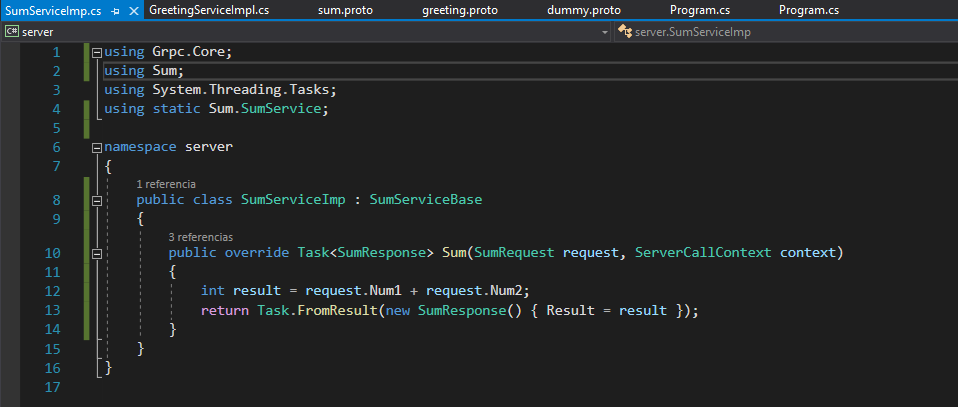 SumServiceImp.cs GreetingServiceImpl.cs sum.proto greeting.proto dummy.proto Program.cs Program.cs
C# server server.SumServiceImp
1 using Grpc.Core;
2 using Sum;
3 using System.Threading.Tasks;
4 using static Sum.SumService;
5
6 namespace server
7 {
1 referencia
8 public class SumServiceImp : SumServiceBase
9 {
3 referencias
10 public override Task<SumResponse> Sum(SumRequest request, ServerCallContext context)
11 {
12 int result = request.Num1 + request.Num2;
13 return Task.FromResult(new SumResponse() { Result = result });
14 }
15 }
16 }
17